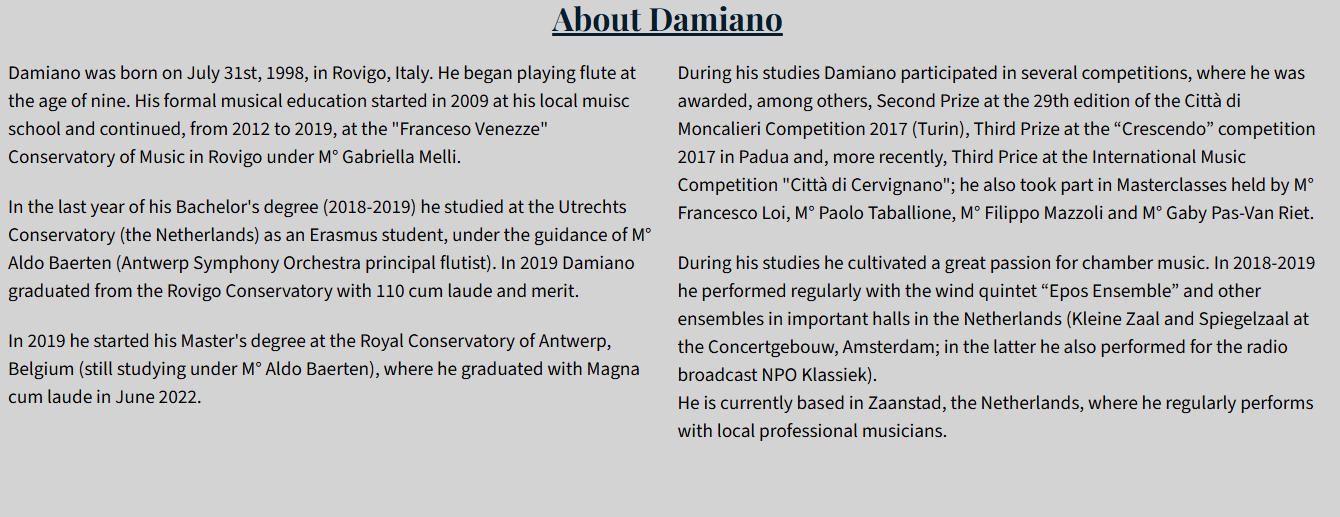 About Damiano
Damiano was born on July 31st, 1998, in Rovigo, Italy. He began playing flute at
the age of nine. His formal musical education started in 2009 at his local muisc
school and continued, from 2012 to 2019, at the "Franceso Venezze"
Conservatory of Music in Rovigo under M° Gabriella Melli.
In the last year of his Bachelor's degree (2018-2019) he studied at the Utrechts
Conservatory (the Netherlands) as an Erasmus student, under the guidance of M°
Aldo Baerten (Antwerp Symphony Orchestra principal flutist). In 2019 Damiano
graduated from the Rovigo Conservatory with 110 cum laude and merit.
In 2019 he started his Master's degree at the Royal Conservatory of Antwerp,
Belgium (still studying under M° Aldo Baerten), where he graduated with Magna
cum laude in June 2022.
During his studies Damiano participated in several competitions, where he was
awarded, among others, Second Prize at the 29th edition of the Città di
Moncalieri Competition 2017 (Turin), Third Prize at the “Crescendo” competition
2017 in Padua and, more recently, Third Price at the International Music
Competition "Città di Cervignano"; he also took part in Masterclasses held by M°
Francesco Loi, M° Paolo Taballione, M° Filippo Mazzoli and M° Gaby Pas-Van Riet.
During his studies he cultivated a great passion for chamber music. In 2018-2019
he performed regularly with the wind quintet “Epos Ensemble” and other
ensembles in important halls in the Netherlands (Kleine Zaal and Spiegelzaal at
the Concertgebouw, Amsterdam; in the latter he also performed for the radio
broadcast NPO Klassiek).
He is currently based in Zaanstad, the Netherlands, where he regularly performs
with local professional musicians.